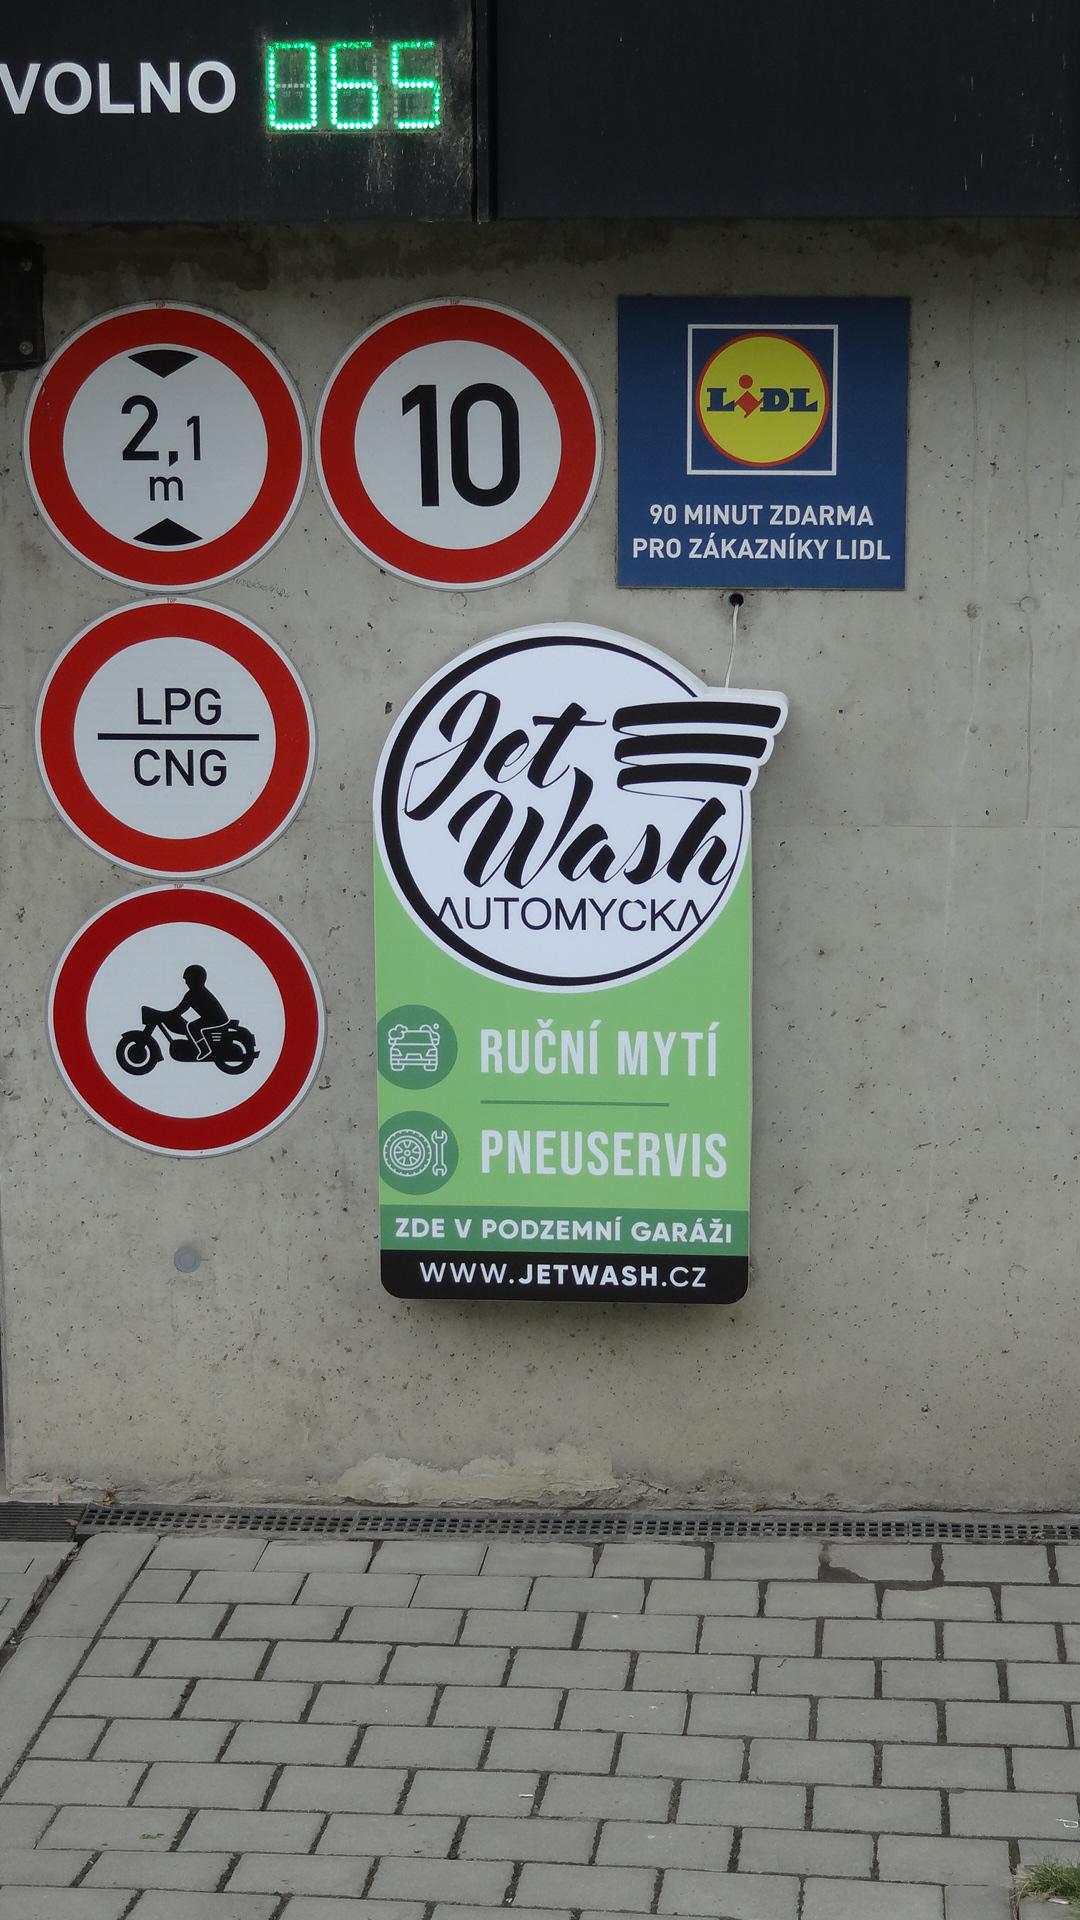 VOLNO 065
2,1
m
10
LIDL
90 MINUT ZDARMA
PRO ZÁKAZNÍKY LIDL
LPG
CNG
Jet
Wash
AUTOMYČKA
RUČNÍ MYTÍ
PNEUSERVIS
ZDE V PODZEMNÍ GARÁŽI
WWW.JETWASH.CZ